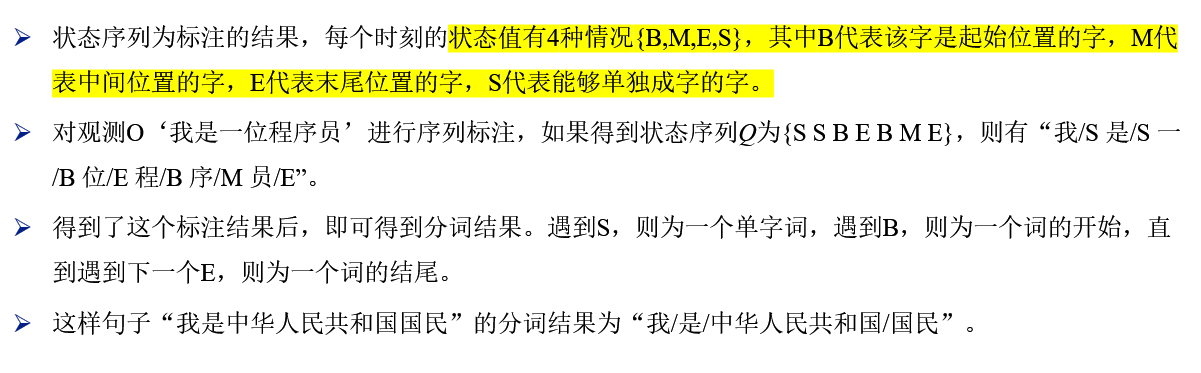 ➢ 状态序列为标注的结果，每个时刻的状态值有4种情况{B,M,E,S}，其中B代表该字是起始位置的字，M代
表中间位置的字，E代表末尾位置的字，S代表能够单独成字的字。
➢ 对观测O‘我是一位程序员’进行序列标注，如果得到状态序列Q为{S S B E B M E}，则有“我/S 是/S 一
/B 位/E 程/B 序/M 员/E”。
➢ 得到了这个标注结果后，即可得到分词结果。遇到S，则为一个单字词，遇到B，则为一个词的开始，直
到遇到下一个E，则为一个词的结尾。
➢ 这样句子“我是中华人民共和国国民”的分词结果为“我/是/中华人民共和国/国民”。